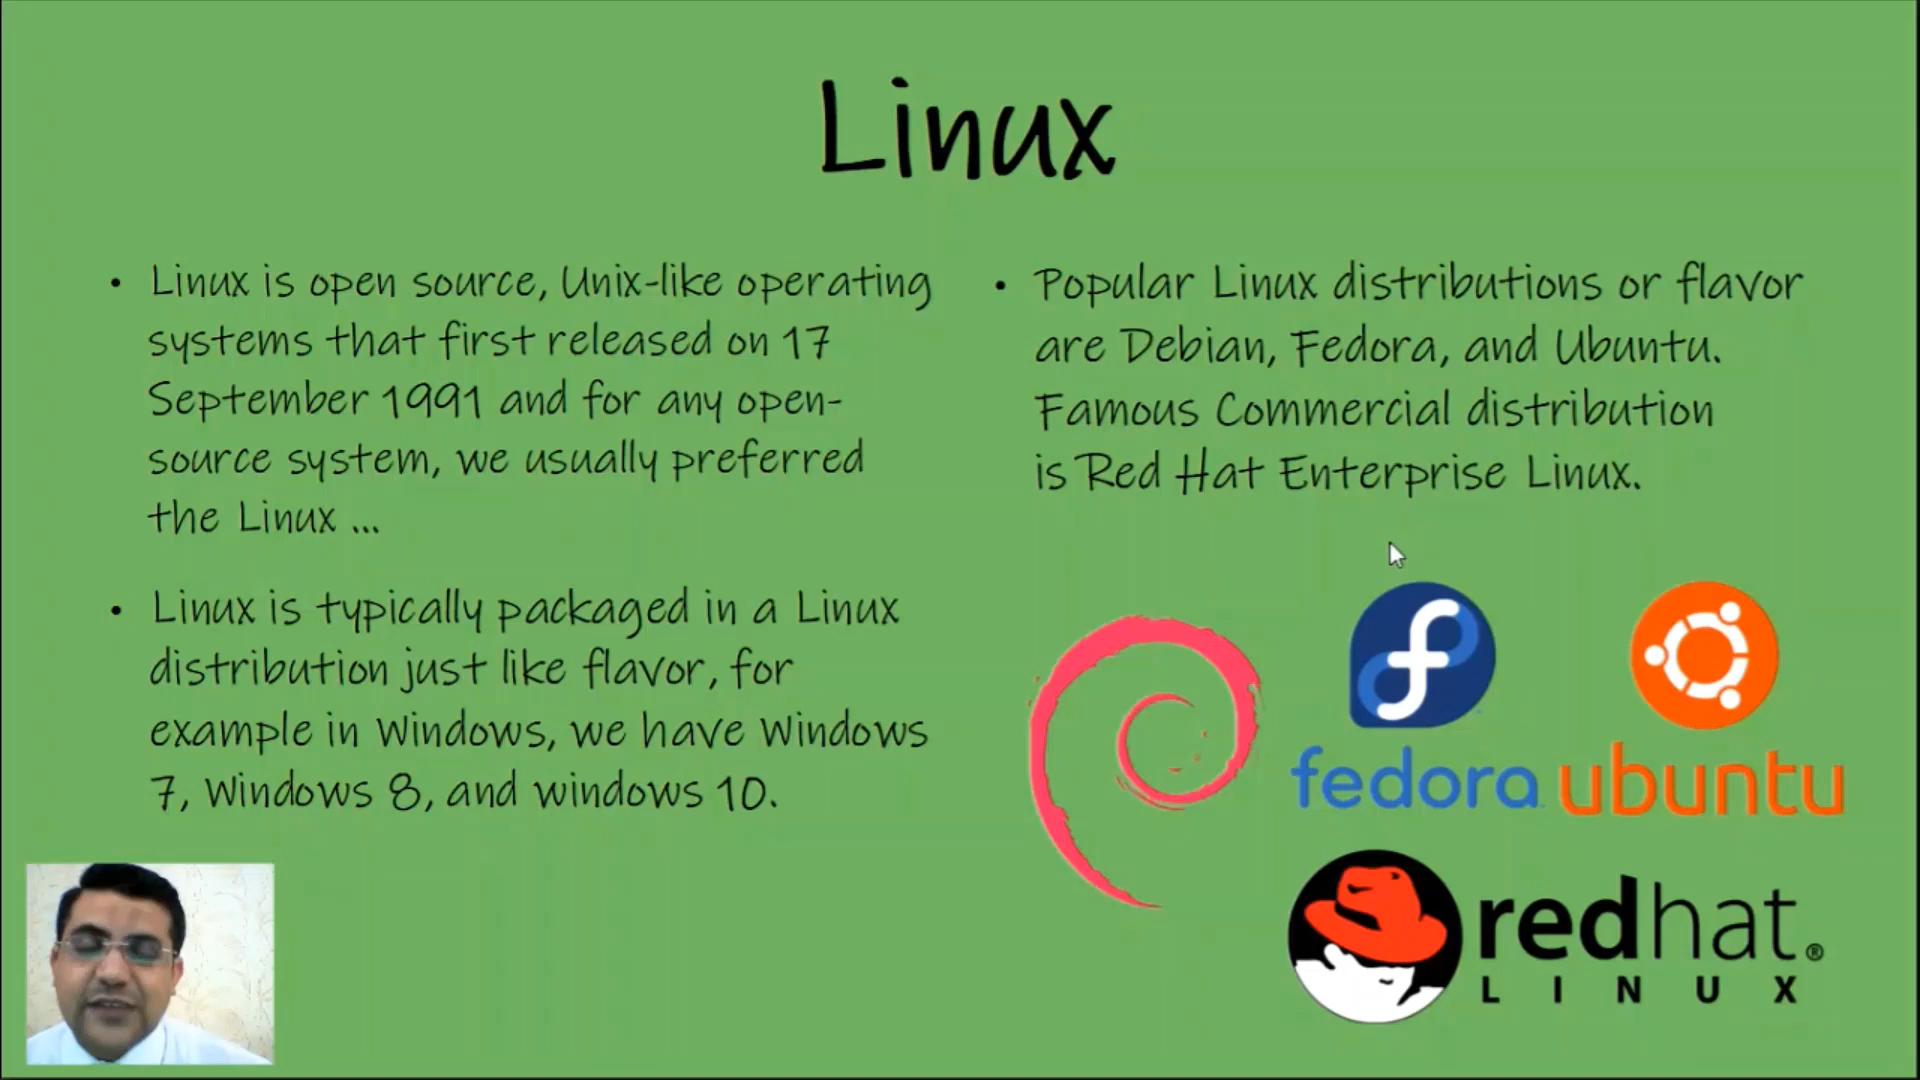 Linux
• Linux is open source, Unix-like operating
systems that first released on 17
September 1991 and for any open-
source system, we usually preferred
the Linux ...
• Linux is typically packaged in a Linux
distribution just like flavor, for
example in Windows, we have Windows
7, Windows 8, and windows 10.
• Popular Linux distributions or flavor
are Debian, Fedora, and Ubuntu.
Famous Commercial distribution
is Red Hat Enterprise Linux.
fedora
ubuntu
redhat®
LINUX